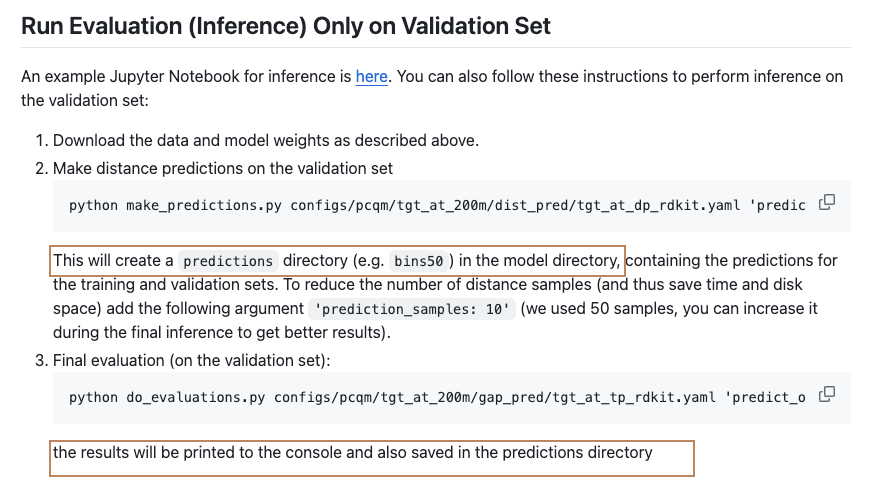 Run Evaluation (Inference) Only on Validation Set
An example Jupyter Notebook for inference is here. You can also follow these instructions to perform inference on
the validation set:
1. Download the data and model weights as described above.
2. Make distance predictions on the validation set
python make_predictions.py configs/pcqm/tgt_at_200m/dist_pred/tgt_at_dp_rdkit.yaml 'predic
This will create a predictions directory (e.g. bins50 ) in the model directory, containing the predictions for
the training and validation sets. To reduce the number of distance samples (and thus save time and disk
space) add the following argument 'prediction_samples: 10' (we used 50 samples, you can increase it
during the final inference to get better results).
3. Final evaluation (on the validation set):
python do_evaluations.py configs/pcqm/tgt_at_200m/gap_pred/tgt_at_tp_rdkit.yaml 'predict_o
the results will be printed to the console and also saved in the predictions directory